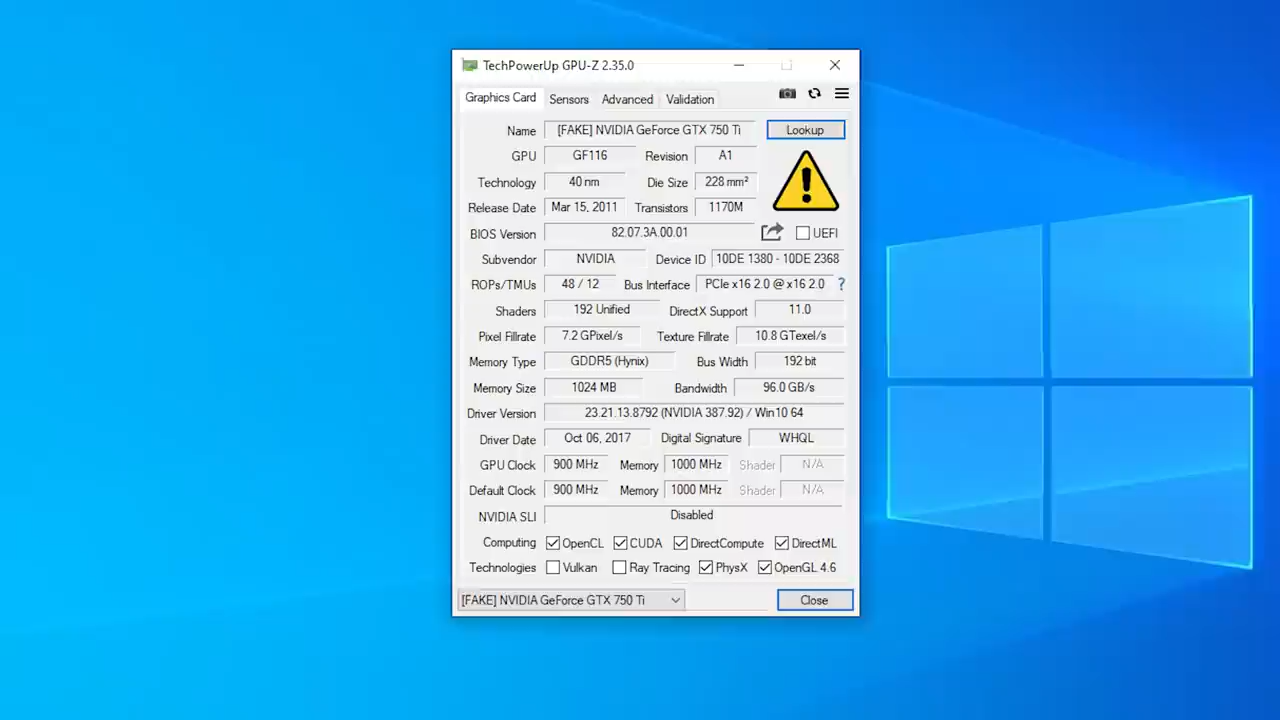 TechPowerUp GPU-Z 2.35.0
Graphics Card Sensors Advanced Validation
Name [FAKE] NVIDIA GeForce GTX 750 Ti Lookup
GPU GF116 Revision A1
Technology 40 nm Die Size 228 mm²
Release Date Mar 15, 2011 Transistors 1170M
BIOS Version 82.07.3A.00.01 UEFI
Subvendor NVIDIA Device ID 10DE 1380 - 10DE 2368
ROPs/TMUs 48 / 12 Bus Interface PCIe x16 2.0 @ x16 2.0 ?
Shaders 192 Unified DirectX Support 11.0
Pixel Fillrate 7.2 GPixel/s Texture Fillrate 10.8 GTexel/s
Memory Type GDDR5 (Hynix) Bus Width 192 bit
Memory Size 1024 MB Bandwidth 96.0 GB/s
Driver Version 23.21.13.8792 (NVIDIA 387.92) / Win10 64
Driver Date Oct 06, 2017 Digital Signature WHQL
GPU Clock 900 MHz Memory 1000 MHz Shader N/A
Default Clock 900 MHz Memory 1000 MHz Shader N/A
NVIDIA SLI Disabled
Computing OpenCL CUDA DirectCompute DirectML
Technologies Vulkan Ray Tracing PhysX OpenGL 4.6
[FAKE] NVIDIA GeForce GTX 750 Ti Close